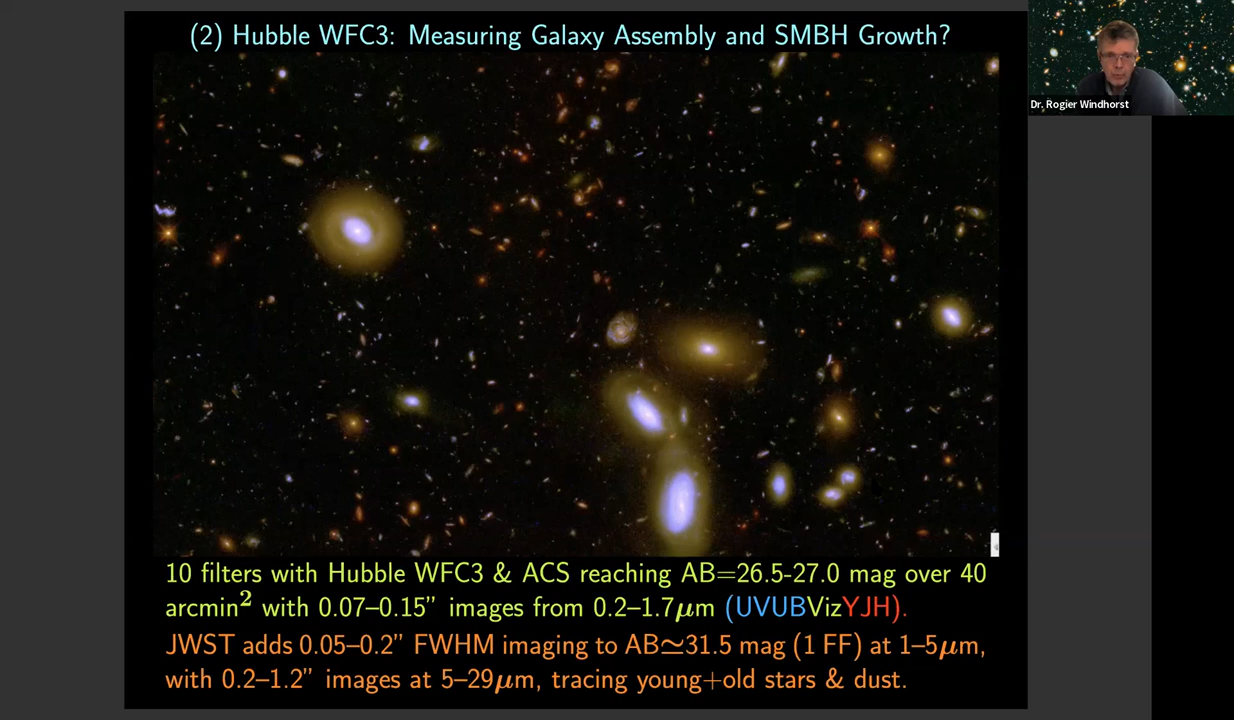 (2) Hubble WFC3: Measuring Galaxy Assembly and SMBH Growth?
Dr. Rogier Windhorst
10 filters with Hubble WFC3 & ACS reaching AB=26.5-27.0 mag over 40
arcmin² with 0.07–0.15” images from 0.2–1.7μm (UVUBVizYJH).
JWST adds 0.05–0.2” FWHM imaging to AB≃31.5 mag (1 FF) at 1–5μm,
with 0.2–1.2” images at 5–29μm, tracing young+old stars & dust.